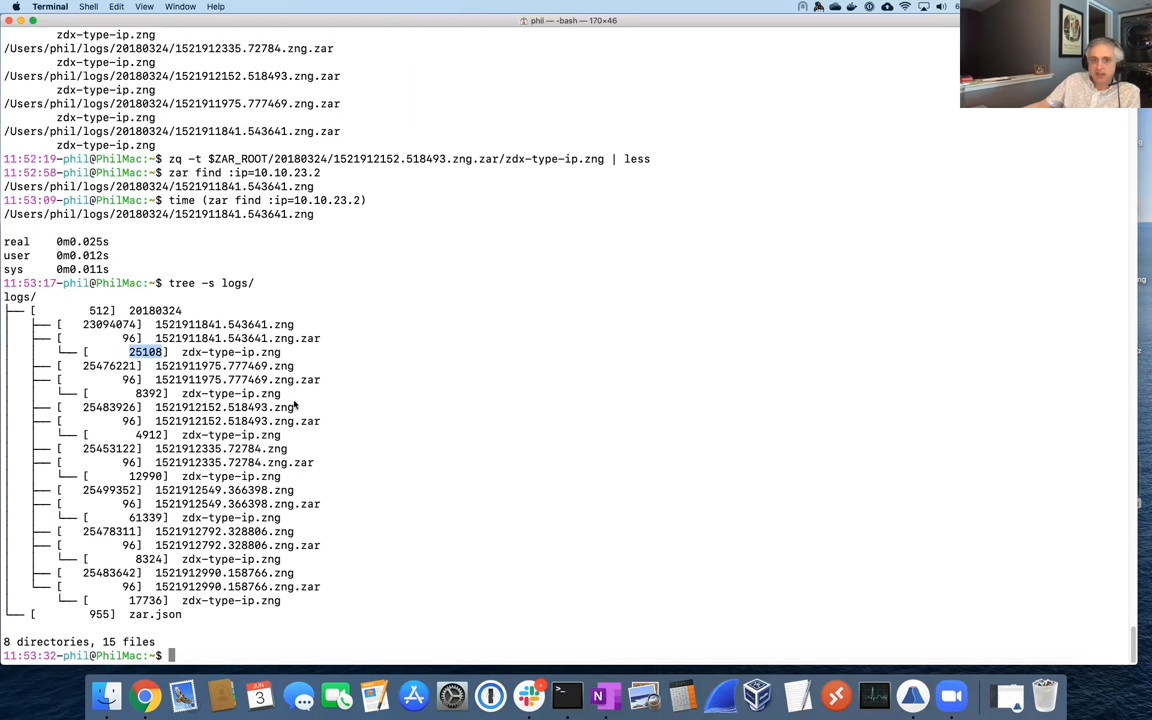 Terminal Shell Edit View Window Help
phil — -bash — 170×46
zdx-type-ip.zng
/Users/phil/logs/20180324/1521912335.72784.zng.zar
zdx-type-ip.zng
/Users/phil/logs/20180324/1521912152.518493.zng.zar
zdx-type-ip.zng
/Users/phil/logs/20180324/1521911975.777469.zng.zar
zdx-type-ip.zng
/Users/phil/logs/20180324/1521911841.543641.zng.zar
zdx-type-ip.zng
11:52:19-phil@PhilMac:~$ zq -t $ZAR_ROOT/20180324/1521912152.518493.zng.zar/zdx-type-ip.zng | less
11:52:58-phil@PhilMac:~$ zar find :ip=10.10.23.2
/Users/phil/logs/20180324/1521911841.543641.zng
11:53:09-phil@PhilMac:~$ time (zar find :ip=10.10.23.2)
/Users/phil/logs/20180324/1521911841.543641.zng
real 0m0.025s
user 0m0.012s
sys 0m0.011s
11:53:17-phil@PhilMac:~$ tree -s logs/
logs/
├── [ 512] 20180324
│ ├── [ 23094074] 1521911841.543641.zng
│ ├── [ 96] 1521911841.543641.zng.zar
│ │ └── [ 25108] zdx-type-ip.zng
│ ├── [ 25476221] 1521911975.777469.zng
│ ├── [ 96] 1521911975.777469.zng.zar
│ │ └── [ 8392] zdx-type-ip.zng
│ ├── [ 25483926] 1521912152.518493.zng
│ ├── [ 96] 1521912152.518493.zng.zar
│ │ └── [ 4912] zdx-type-ip.zng
│ ├── [ 25453122] 1521912335.72784.zng
│ ├── [ 96] 1521912335.72784.zng.zar
│ │ └── [ 12990] zdx-type-ip.zng
│ ├── [ 25499352] 1521912549.366398.zng
│ ├── [ 96] 1521912549.366398.zng.zar
│ │ └── [ 61339] zdx-type-ip.zng
│ ├── [ 25478311] 1521912792.328806.zng
│ ├── [ 96] 1521912792.328806.zng.zar
│ │ └── [ 8324] zdx-type-ip.zng
│ ├── [ 25483642] 1521912990.158766.zng
│ └── [ 96] 1521912990.158766.zng.zar
│ └── [ 17736] zdx-type-ip.zng
└── [ 955] zar.json
8 directories, 15 files
11:53:32-phil@PhilMac:~$
JUN
3